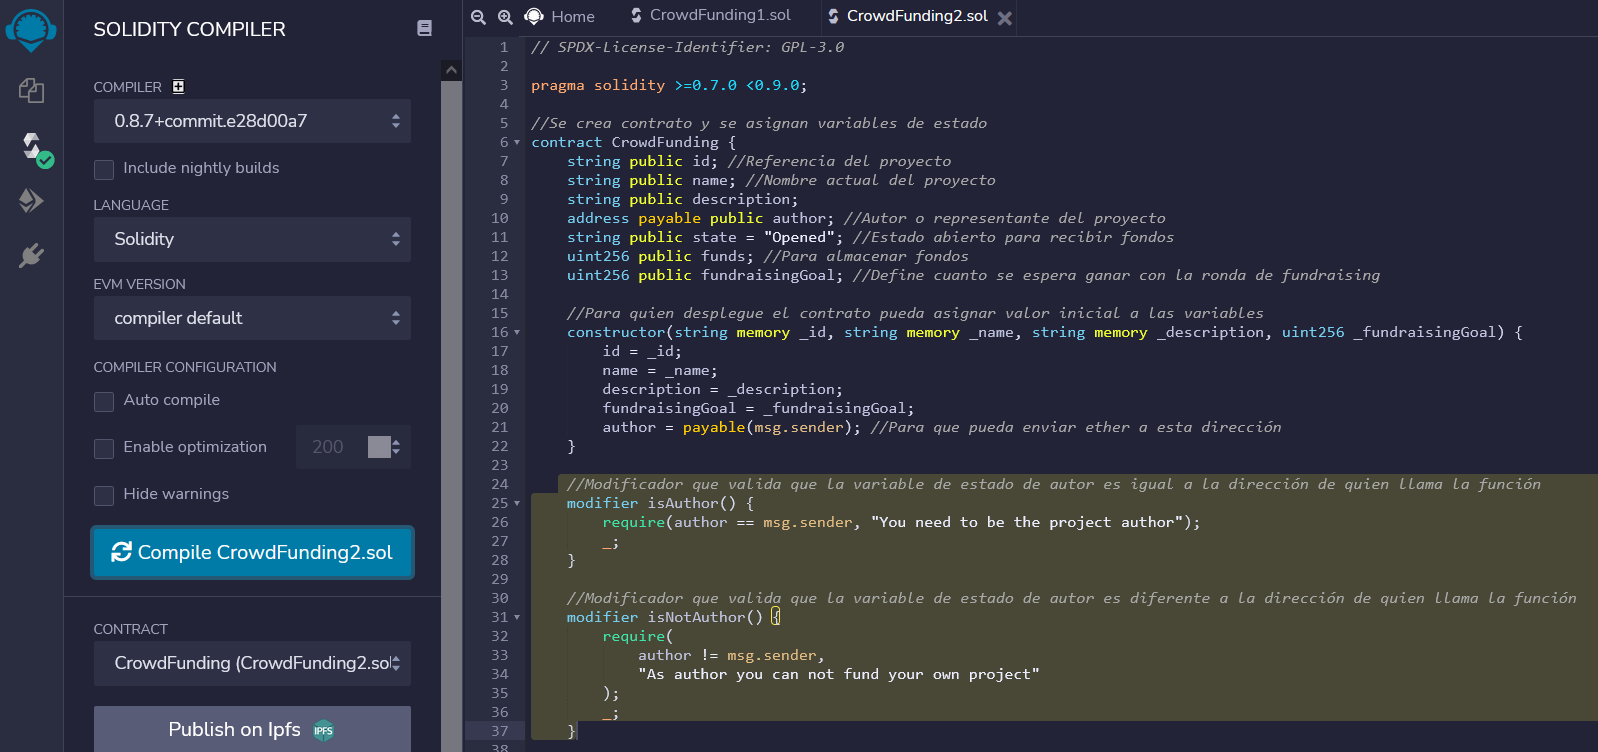 SOLIDITY COMPILER
COMPILER
0.8.7+commit.e28d00a7
Include nightly builds
LANGUAGE
Solidity
EVM VERSION
compiler default
COMPILER CONFIGURATION
Auto compile
Enable optimization
200
Hide warnings
Compile CrowdFunding2.sol
CONTRACT
CrowdFunding (CrowdFunding2.sol
Publish on Ipfs
IPFS
Home
CrowdFunding1.sol
CrowdFunding2.sol
1 // SPDX-License-Identifier: GPL-3.0
2
3 pragma solidity >=0.7.0 <0.9.0;
4
5 //Se crea contrato y se asignan variables de estado
6 contract CrowdFunding {
7 string public id; //Referencia del proyecto
8 string public name; //Nombre actual del proyecto
9 string public description;
10 address payable public author; //Autor o representante del proyecto
11 string public state = "Opened"; //Estado abierto para recibir fondos
12 uint256 public funds; //Para almacenar fondos
13 uint256 public fundraisingGoal; //Define cuanto se espera ganar con la ronda de fundraising
14
15 //Para quien desplegue el contrato pueda asignar valor inicial a las variables
16 constructor(string memory _id, string memory _name, string memory _description, uint256 _fundraisingGoal) {
17 id = _id;
18 name = _name;
19 description = _description;
20 fundraisingGoal = _fundraisingGoal;
21 author = payable(msg.sender); //Para que pueda enviar ether a esta dirección
22 }
23
24 //Modificador que valida que la variable de estado de autor es igual a la dirección de quien llama la función
25 modifier isAuthor() {
26 require(author == msg.sender, "You need to be the project author");
27 _;
28 }
29
30 //Modificador que valida que la variable de estado de autor es diferente a la dirección de quien llama la función
31 modifier isNotAuthor() {
32 require(
33 author != msg.sender,
34 "As author you can not fund your own project"
35 );
36 _;
37 }
38